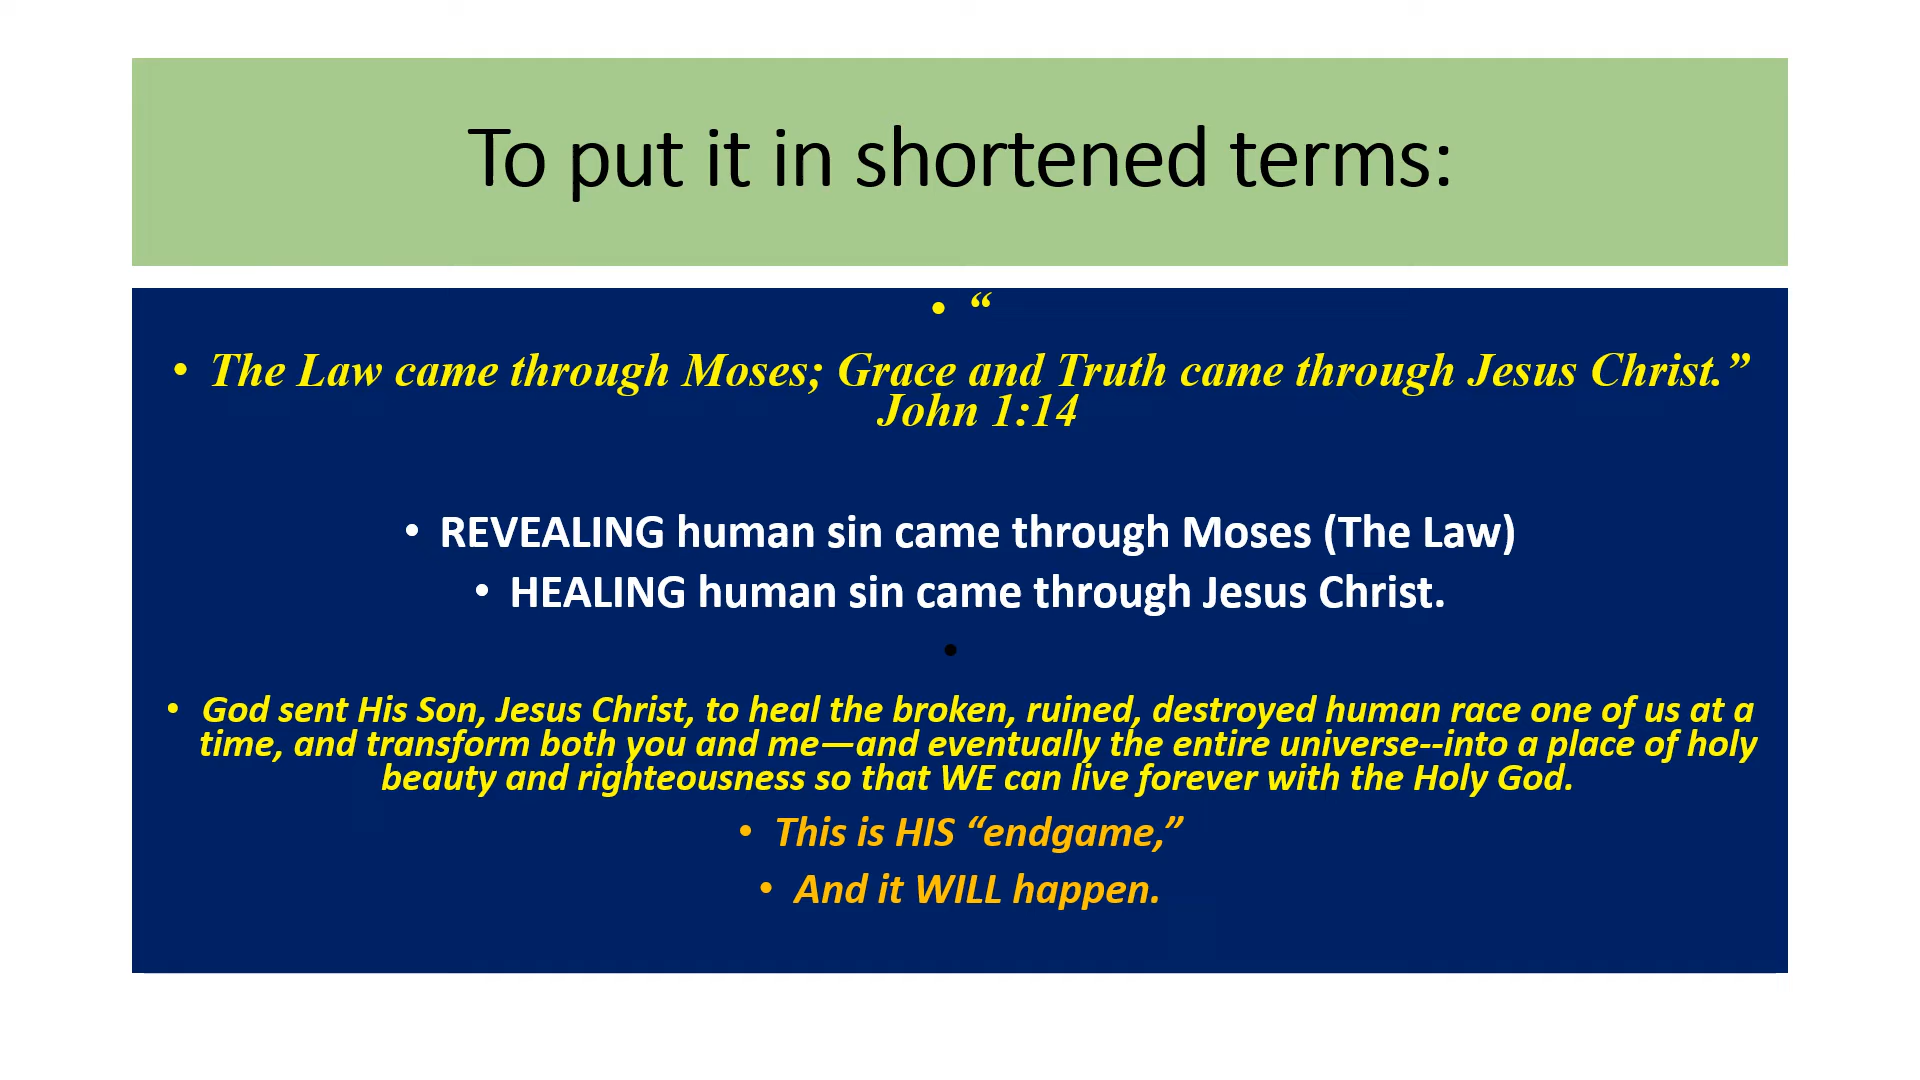 To put it in shortened terms:
• “
• The Law came through Moses; Grace and Truth came through Jesus Christ.”
John 1:14
• REVEALING human sin came through Moses (The Law)
• HEALING human sin came through Jesus Christ.
•
• God sent His Son, Jesus Christ, to heal the broken, ruined, destroyed human race one of us at a
time, and transform both you and me—and eventually the entire universe--into a place of holy
beauty and righteousness so that WE can live forever with the Holy God.
• This is HIS “endgame,”
• And it WILL happen.